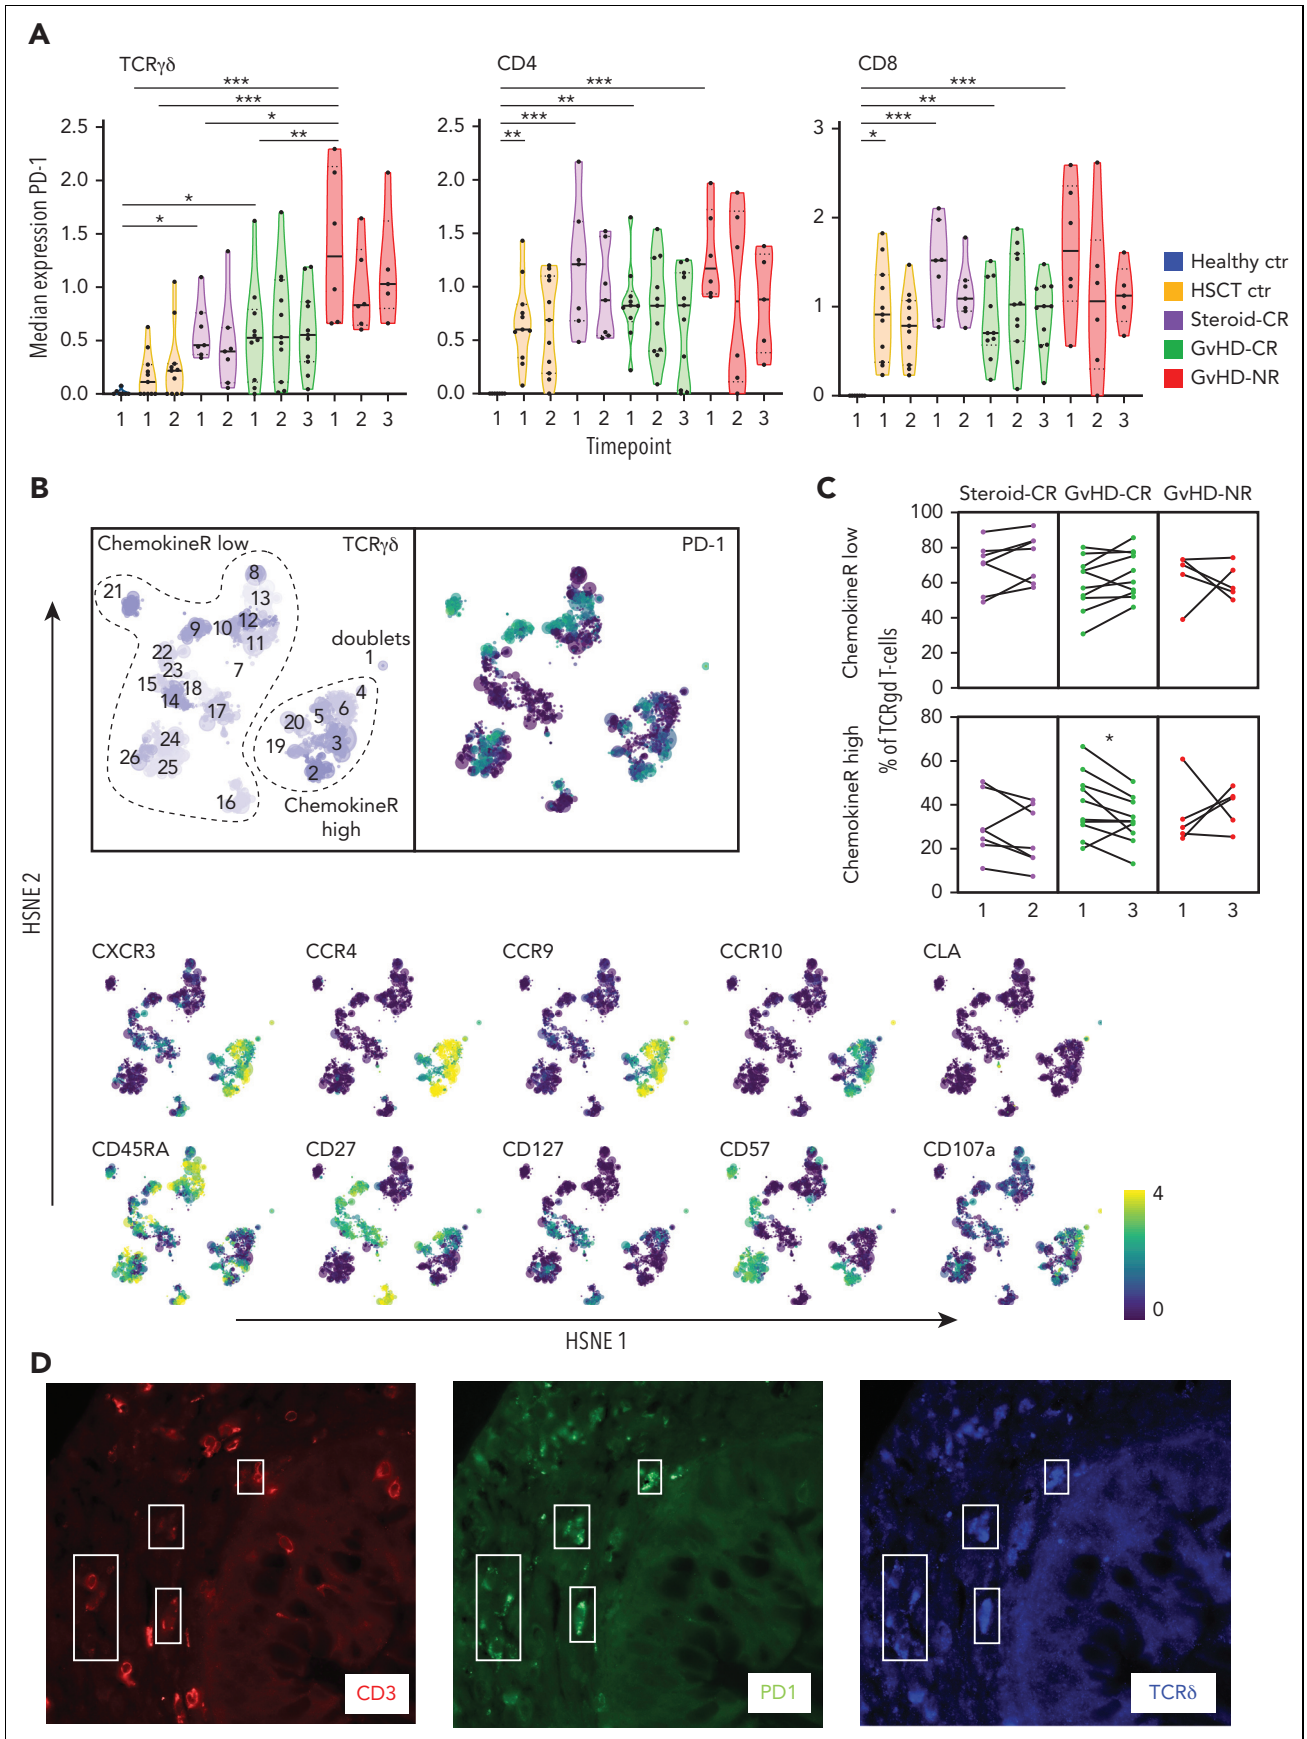 A
TCRγδ
CD4
CD8
***
***
*
**
*
*
***
**
***
**
***
**
***
*
Median expression PD-1
2.5
2.0
1.5
1.0
0.5
0.0
2.5
2.0
1.5
1.0
0.5
0.0
3
2
1
0
1 1 2 1 2 1 2 3 1 2 3
1 1 2 1 2 1 2 3 1 2 3
1 1 2 1 2 1 2 3 1 2 3
Timepoint
Healthy ctr
HSCT ctr
Steroid-CR
GvHD-CR
GvHD-NR
B
ChemokineR low
TCRγδ
PD-1
8
21
13
9 10 12
11
doublets
1
22
23
7
15 18
14
17
4
20 5 6
19 3
2
24
26 25
16
ChemokineR
high
HSNE 2
CXCR3
CCR4
CCR9
CCR10
CLA
CD45RA
CD27
CD127
CD57
CD107a
4
0
HSNE 1
C
Steroid-CR GvHD-CR GvHD-NR
ChemokineR low
ChemokineR high
% of TCRgd T-cells
100
80
60
40
20
0
80
60
40
20
0
*
1 2 1 3 1 3
D
CD3
PD1
TCRδ